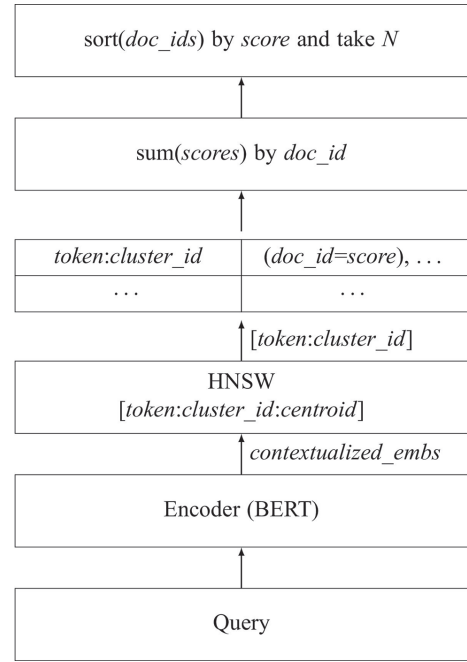 sort(doc_ids) by score and take N
sum(scores) by doc_id
token:cluster_id (doc_id=score), ...
... ...
[token:cluster_id]
HNSW
[token:cluster_id:centroid]
contextualized_embs
Encoder (BERT)
Query